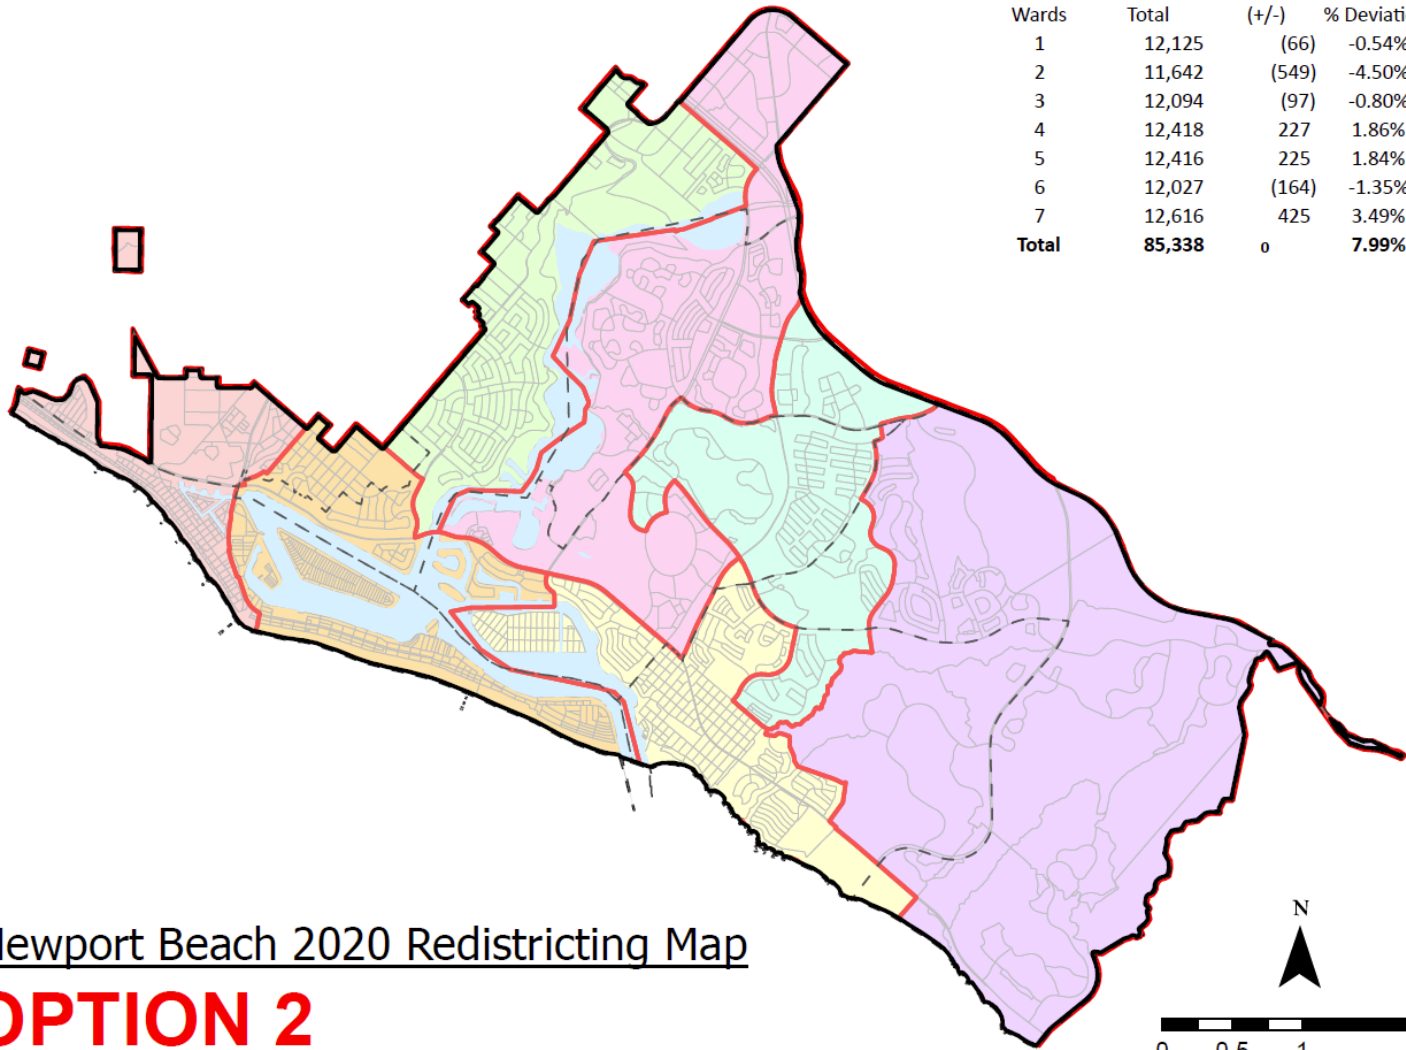 Wards Total (+/-) % Deviati
1 12,125 (66) -0.54%
2 11,642 (549) -4.50%
3 12,094 (97) -0.80%
4 12,418 227 1.86%
5 12,416 225 1.84%
6 12,027 (164) -1.35%
7 12,616 425 3.49%
Total 85,338 0 7.99%
Newport Beach 2020 Redistricting Map
OPTION 2
N
0 0.5 1